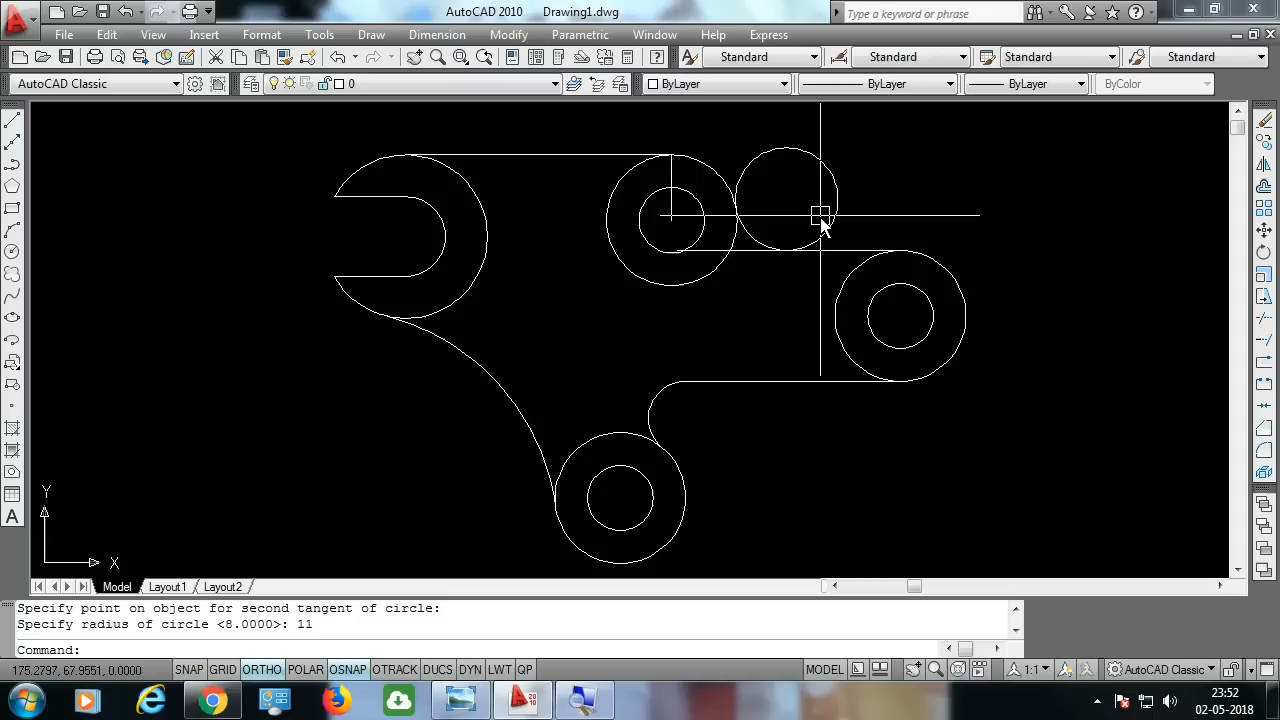 AutoCAD 2010 Drawing1.dwg Type a keyword or phrase
File Edit View Insert Format Tools Draw Dimension Modify Parametric Window Help Express
Standard Standard Standard Standard
AutoCAD Classic 0 ByLayer ByLayer ByLayer ByColor
A
Y
X
Model Layout1 Layout2
Specify point on object for second tangent of circle:
Specify radius of circle <8.0000>: 11
Command:
175.2797, 67.9551, 0.0000 SNAP GRID ORTHO POLAR OSNAP OTRACK DUCS DYN LWT QP MODEL 1:1 AutoCAD Classic
23:52
02-05-2018